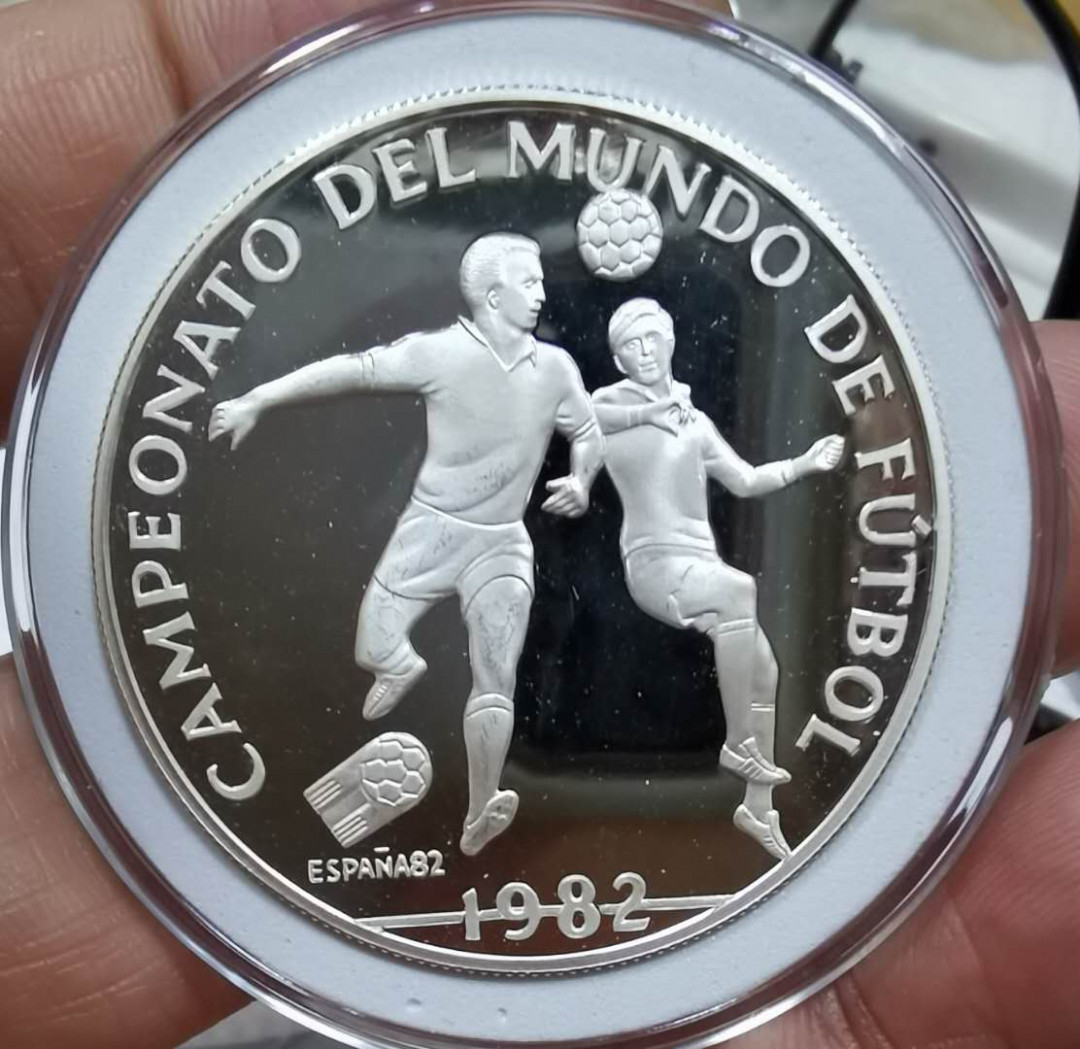 CAMPEONATO DEL MUNDO DE FÚTBOL
ESPAÑA82
1982